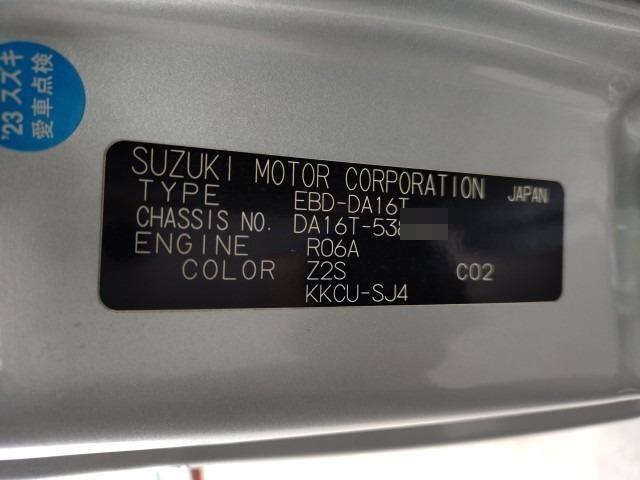 '23 スズキ
愛車点検
SUZUKI MOTOR CORPORATION JAPAN
TYPE EBD-DA16T
CHASSIS NO. DA16T-538
ENGINE R06A
COLOR Z2S C02
KKCU-SJ4